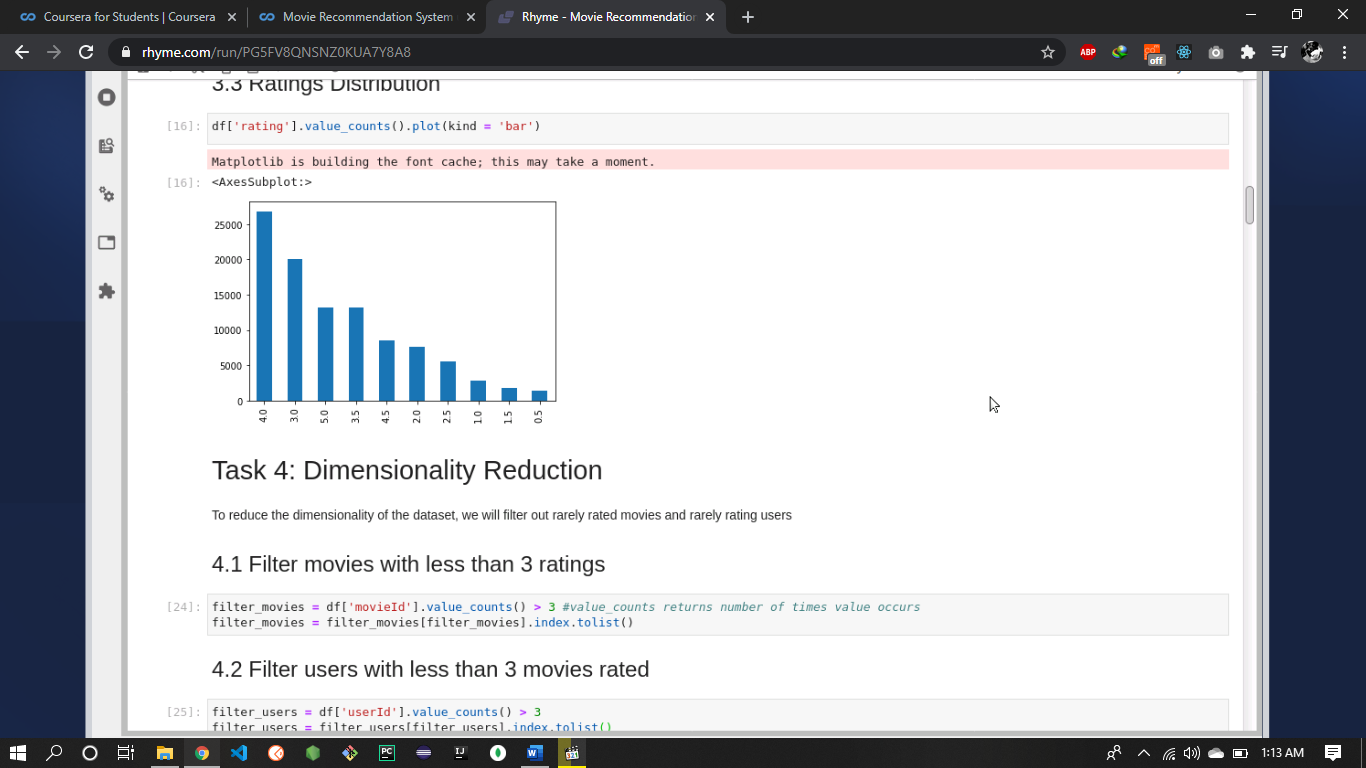 Coursera for Students | Coursera
Movie Recommendation System
Rhyme - Movie Recommendation
rhyme.com/run/PG5FV8QNSNZ0KUA7Y8A8
ABP
off
3.3 Ratings Distribution
[16]: df['rating'].value_counts().plot(kind = 'bar')
Matplotlib is building the font cache; this may take a moment.
[16]: <AxesSubplot:>
25000
20000
15000
10000
5000
0
4.0 3.0 5.0 3.5 4.5 2.0 2.5 1.0 1.5 0.5
Task 4: Dimensionality Reduction
To reduce the dimensionality of the dataset, we will filter out rarely rated movies and rarely rating users
4.1 Filter movies with less than 3 ratings
[24]: filter_movies = df['movieId'].value_counts() > 3 #value_counts returns number of times value occurs
filter_movies = filter_movies[filter_movies].index.tolist()
4.2 Filter users with less than 3 movies rated
[25]: filter_users = df['userId'].value_counts() > 3
filter_users = filter_users[filter_users].index.tolist()
PC
IJ
W
1:13 AM